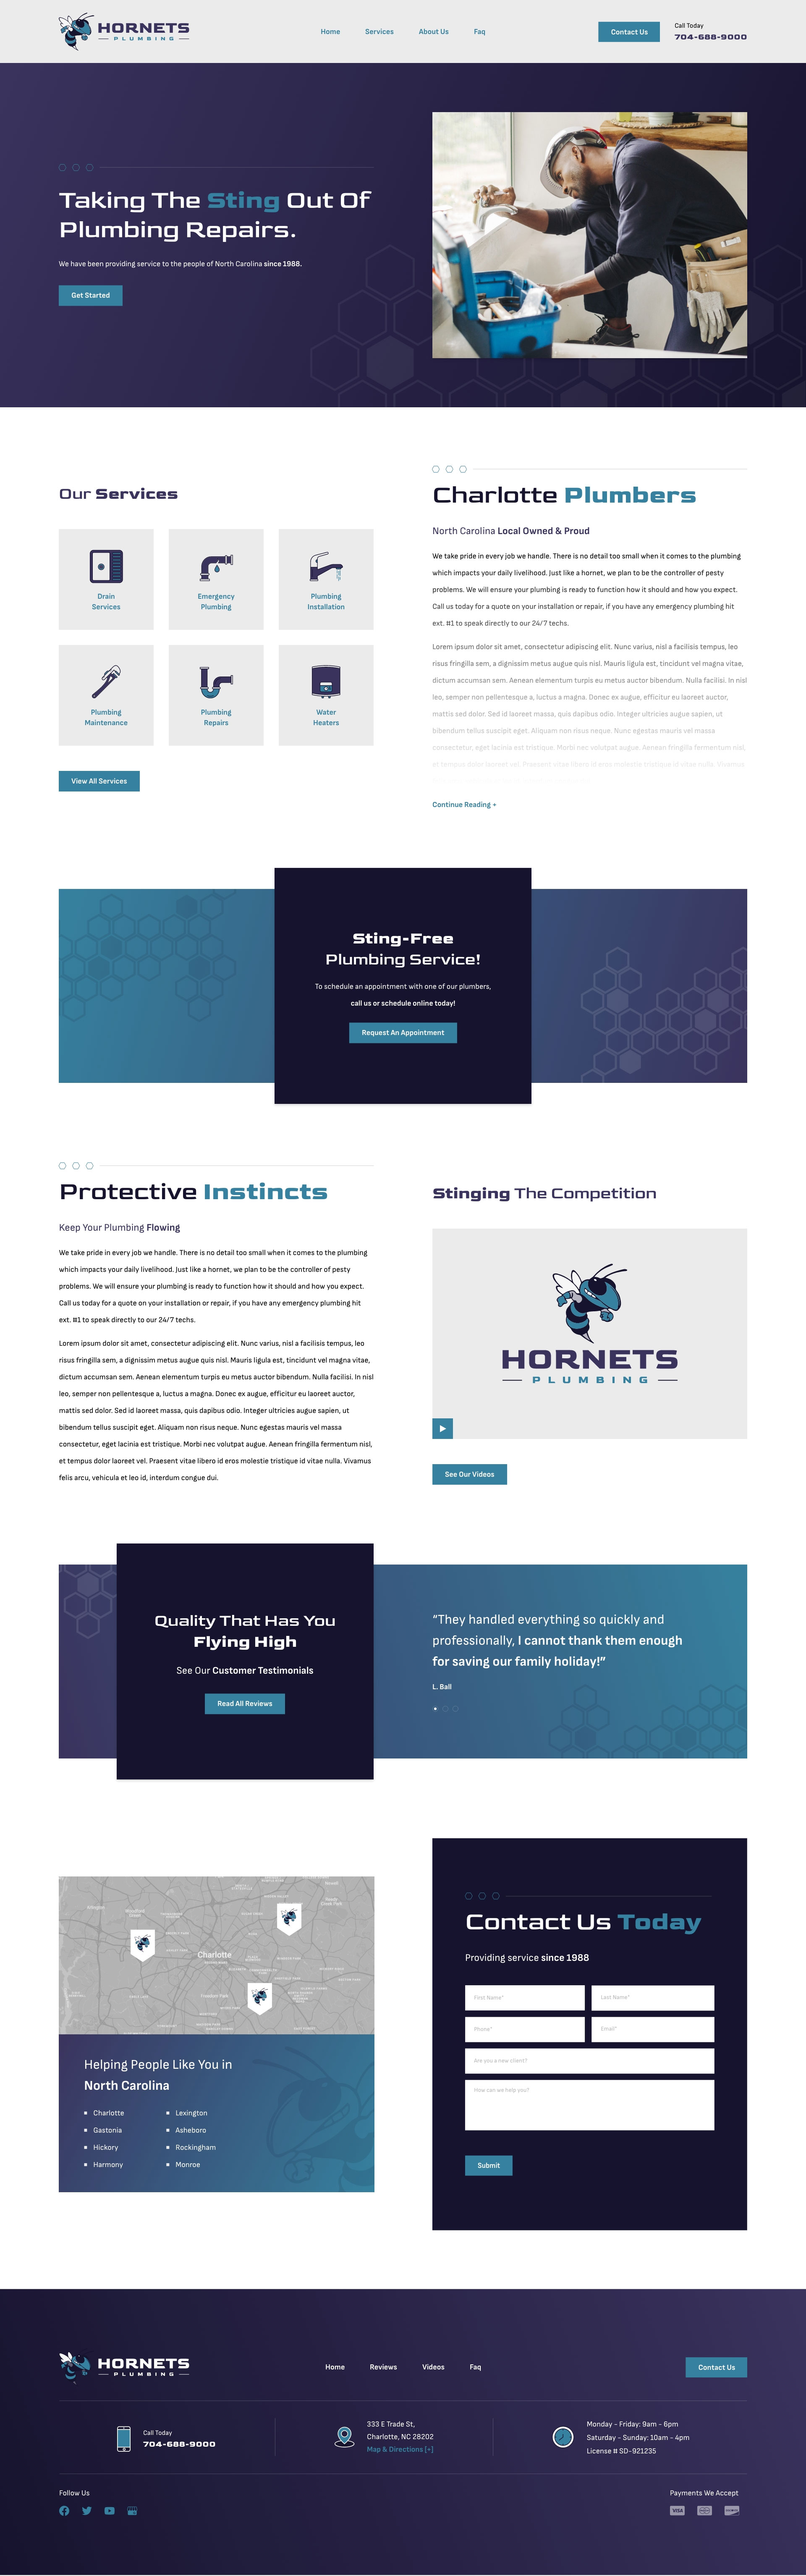 HORNETS
PLUMBING
Home
Services
About Us
Faq
Contact Us
Call Today
704-688-9000
Taking The Sting Out Of
Plumbing Repairs.
We have been providing service to the people of North Carolina since 1988.
Get Started
Our Services
Drain
Services
Emergency
Plumbing
Plumbing
Installation
Plumbing
Maintenance
Plumbing
Repairs
Water
Heaters
View All Services
Charlotte Plumbers
North Carolina Local Owned & Proud
We take pride in every job we handle. There is no detail too small when it comes to the plumbing
which impacts your daily livelihood. Just like a hornet, we plan to be the controller of pesty
problems. We will ensure your plumbing is ready to function how it should and how you expect.
Call us today for a quote on your installation or repair, if you have any emergency plumbing hit
ext. #1 to speak directly to our 24/7 techs.
Lorem ipsum dolor sit amet, consectetur adipiscing elit. Nunc varius, nisl a facilisis tempus, leo
risus fringilla sem, a dignissim metus augue quis nisl. Mauris ligula est, tincidunt vel magna vitae,
dictum accumsan sem. Aenean elementum turpis eu metus auctor bibendum. Nulla facilisi. In nisl
leo, semper non pellentesque a, luctus a magna. Donec ex augue, efficitur eu laoreet auctor,
mattis sed dolor. Sed id laoreet massa, quis dapibus odio. Integer ultricies augue sapien, ut
bibendum tellus suscipit eget. Aliquam non risus neque. Nunc egestas mauris vel massa
consectetur, eget lacinia est tristique. Morbi nec volutpat augue. Aenean fringilla fermentum nisl,
et tempus dolor laoreet vel. Praesent vitae libero id eros molestie tristique id vitae nulla. Vivamus
Continue Reading +
Sting-Free
Plumbing Service!
To schedule an appointment with one of our plumbers,
call us or schedule online today!
Request An Appointment
Protective Instincts
Keep Your Plumbing Flowing
We take pride in every job we handle. There is no detail too small when it comes to the plumbing
which impacts your daily livelihood. Just like a hornet, we plan to be the controller of pesty
problems. We will ensure your plumbing is ready to function how it should and how you expect.
Call us today for a quote on your installation or repair, if you have any emergency plumbing hit
ext. #1 to speak directly to our 24/7 techs.
Lorem ipsum dolor sit amet, consectetur adipiscing elit. Nunc varius, nisl a facilisis tempus, leo
risus fringilla sem, a dignissim metus augue quis nisl. Mauris ligula est, tincidunt vel magna vitae,
dictum accumsan sem. Aenean elementum turpis eu metus auctor bibendum. Nulla facilisi. In nisl
leo, semper non pellentesque a, luctus a magna. Donec ex augue, efficitur eu laoreet auctor,
mattis sed dolor. Sed id laoreet massa, quis dapibus odio. Integer ultricies augue sapien, ut
bibendum tellus suscipit eget. Aliquam non risus neque. Nunc egestas mauris vel massa
consectetur, eget lacinia est tristique. Morbi nec volutpat augue. Aenean fringilla fermentum nisl,
et tempus dolor laoreet vel. Praesent vitae libero id eros molestie tristique id vitae nulla. Vivamus
felis arcu, vehicula et leo id, interdum congue dui.
Stinging The Competition
HORNETS
PLUMBING
See Our Videos
Quality That Has You
Flying High
See Our Customer Testimonials
Read All Reviews
“They handled everything so quickly and
professionally, I cannot thank them enough
for saving our family holiday!”
L. Ball
Charlotte
Helping People Like You in
North Carolina
Charlotte
Gastonia
Hickory
Harmony
Lexington
Asheboro
Rockingham
Monroe
Contact Us Today
Providing service since 1988
First Name*
Last Name*
Phone*
Email*
Are you a new client?
How can we help you?
Submit
HORNETS
PLUMBING
Home
Reviews
Videos
Faq
Contact Us
Call Today
704-688-9000
333 E Trade St,
Charlotte, NC 28202
Map & Directions [+]
Monday - Friday: 9am - 6pm
Saturday - Sunday: 10am - 4pm
License # SD-921235
Follow Us
Payments We Accept
VISA